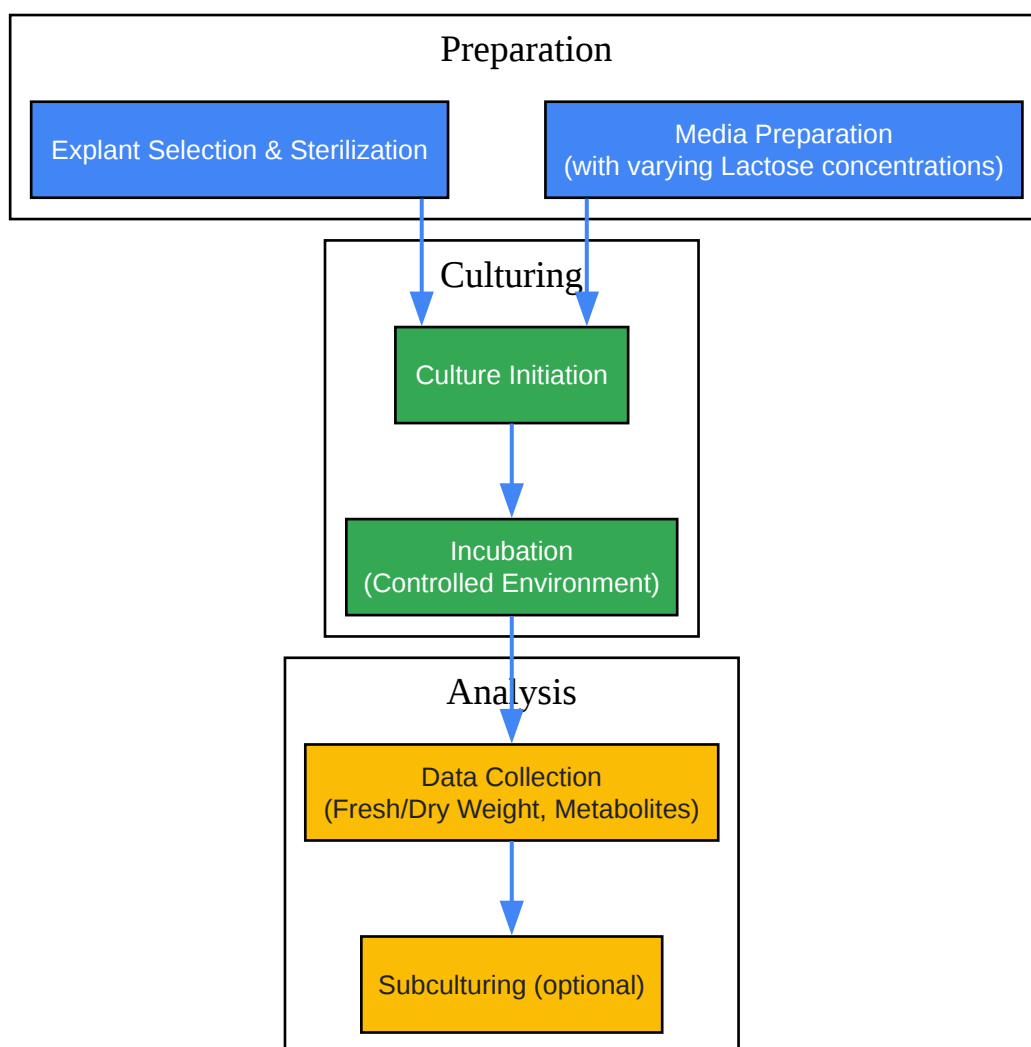 Preparation
Explant Selection & Sterilization
Media Preparation
(with varying Lactose concentrations)
Culturing
Culture Initiation
Incubation
(Controlled Environment)
Analysis
Data Collection
(Fresh/Dry Weight, Metabolites)
Subculturing (optional)